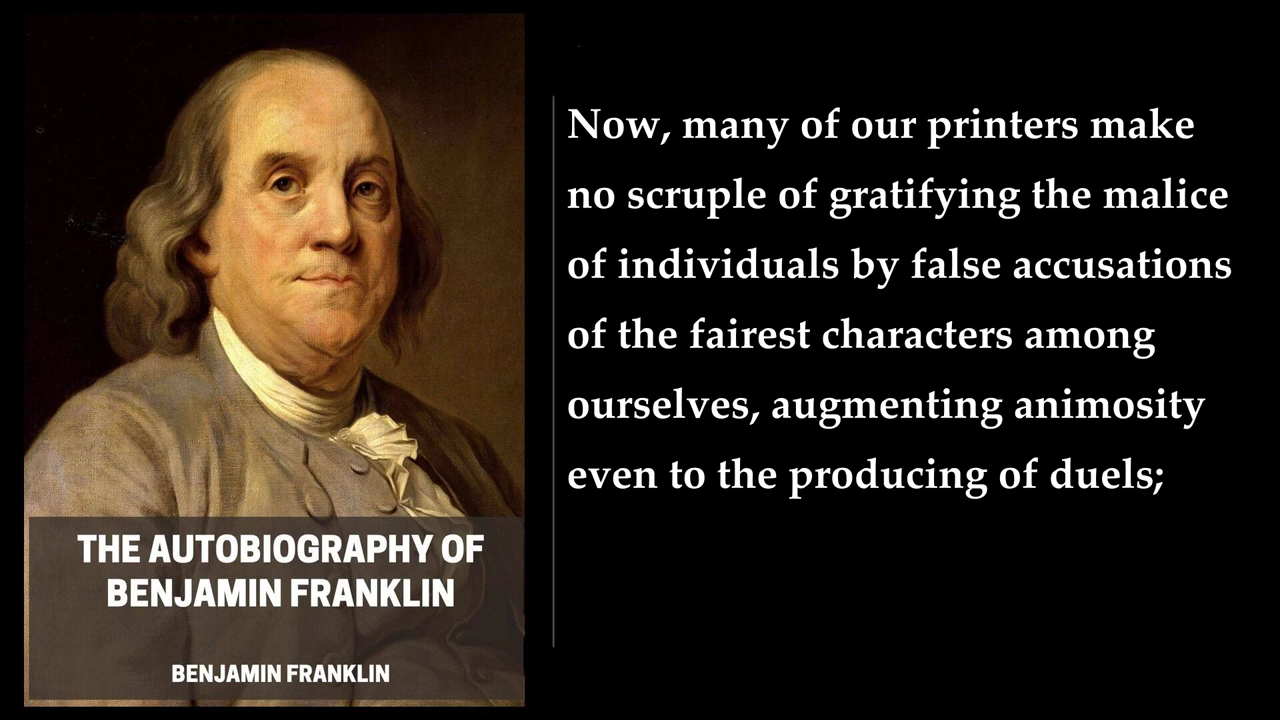 THE AUTOBIOGRAPHY OF
BENJAMIN FRANKLIN
BENJAMIN FRANKLIN
Now, many of our printers make
no scruple of gratifying the malice
of individuals by false accusations
of the fairest characters among
ourselves, augmenting animosity
even to the producing of duels;